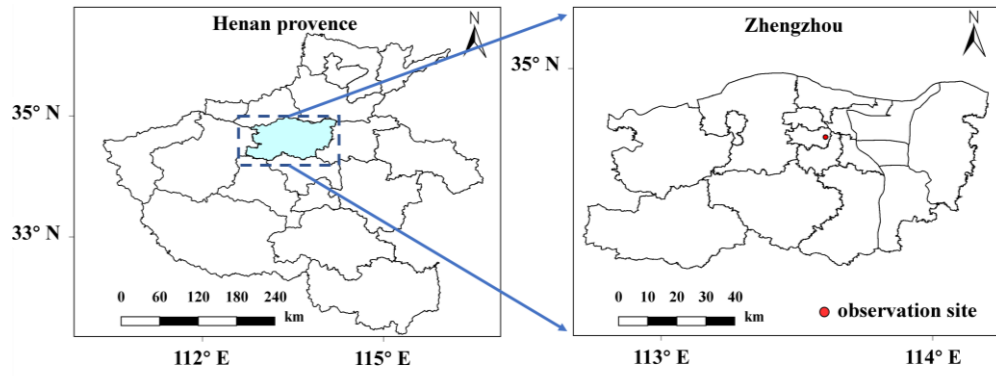 Henan provence
N
35° N
33° N
0 60 120 180 240
km
112° E
115° E
Zhengzhou
N
35° N
0 10 20 30 40
km
observation site
113° E
114° E